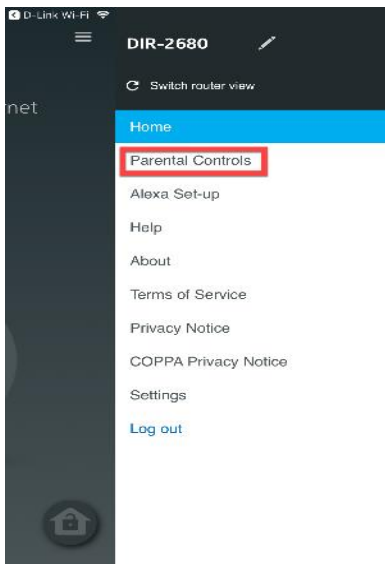 D-Link Wi-Fi
DIR-2680
Switch router view
net
Home
Parental Controls
Alexa Set-up
Help
About
Terms of Service
Privacy Notice
COPPA Privacy Notice
Settings
Log out